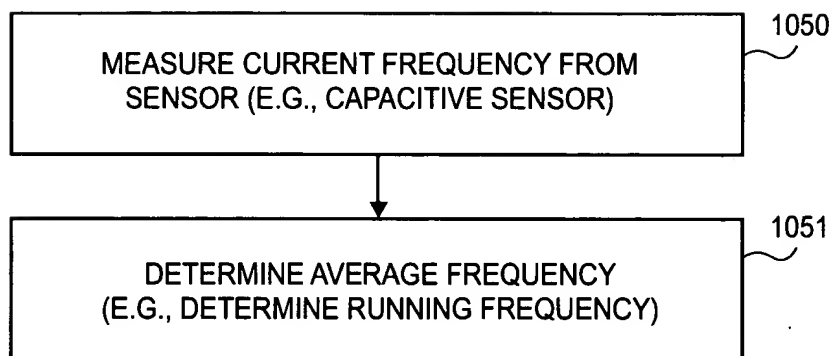 1050
MEASURE CURRENT FREQUENCY FROM
SENSOR (E.G., CAPACITIVE SENSOR)
1051
DETERMINE AVERAGE FREQUENCY
(E.G., DETERMINE RUNNING FREQUENCY)